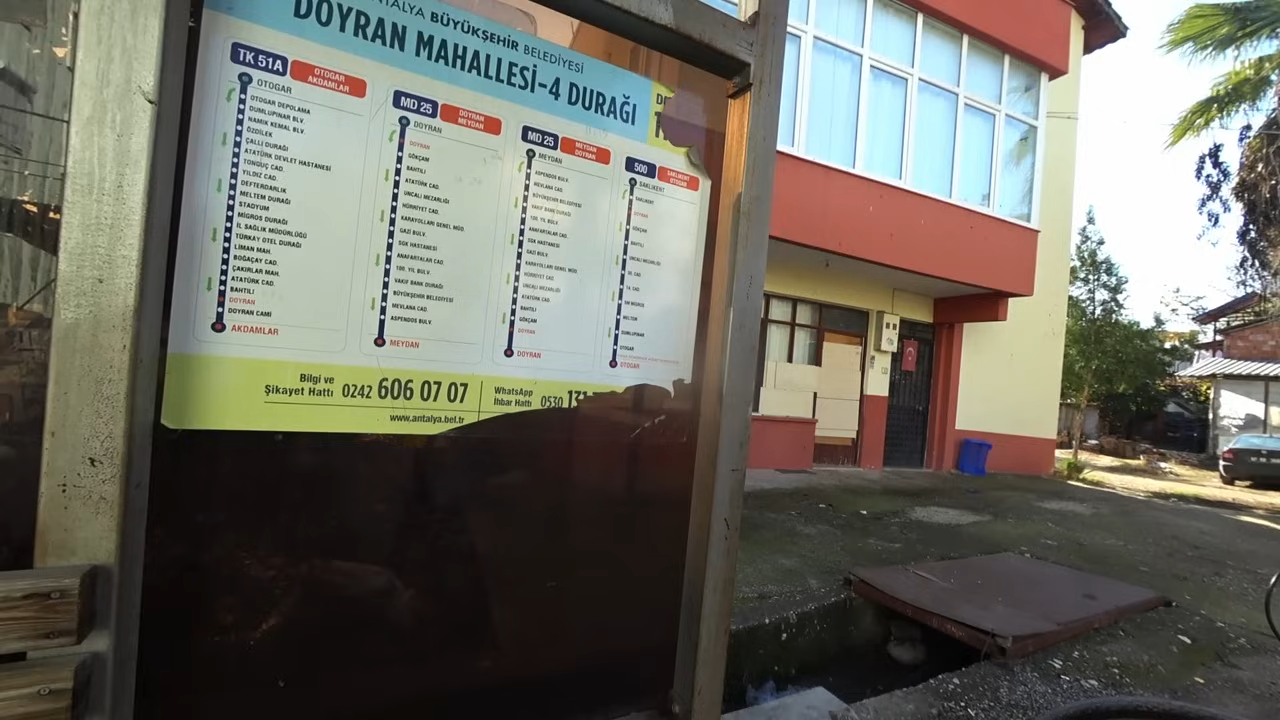 ANTALYA BÜYÜKŞEHİR BELEDİYESİ
DOYRAN MAHALLESİ-4 DURAĞI
TK 51A
OTOGAR
AKDAMLAR
OTOGAR
OTOGAR DEPOLAMA
DUMLUPINAR BLV.
NAMIK KEMAL BLV.
ÖZDİLEK
ÇALLI DURAĞI
ATATÜRK DEVLET HASTANESİ
TONGUÇ CAD.
YILDIZ CAD.
DEFTERDARLIK
MELTEM DURAĞI
STADYUM
MİGROS DURAĞI
İL SAĞLIK MÜDÜRLÜĞÜ
TÜRKAY OTEL DURAĞI
LİMAN MAH.
BOĞAÇAY CAD.
ÇAKIRLAR MAH.
ATATÜRK CAD.
BAHTILI
DOYRAN
DOYRAN CAMİ
AKDAMLAR
MD 25
DOYRAN
MEYDAN
DOYRAN
DOYRAN
GÖKÇAM
BAHTILI
ATATÜRK CAD.
UNCALI MEZARLIĞI
HÜRRİYET CAD.
KARAYOLLARI GENEL MÜD.
GAZİ BULV.
SGK HASTANESİ
ANAFARTALAR CAD.
100. YIL BULV.
VAKIF BANK DURAĞI
BÜYÜKŞEHİR BELEDİYESİ
MEVLANA CAD.
ASPENDOS BULV.
MEYDAN
MD 25
MEYDAN
DOYRAN
MEYDAN
ASPENDOS BULV.
MEVLANA CAD.
BÜYÜKŞEHİR BELEDİYESİ
VAKIF BANK DURAĞI
100. YIL BULV.
ANAFARTALAR CAD.
SGK HASTANESİ
GAZİ BULV.
KARAYOLLARI GENEL MÜD.
HÜRRİYET CAD.
UNCALI MEZARLIĞI
ATATÜRK CAD.
BAHTILI
GÖKÇAM
DOYRAN
DOYRAN
500
SAKLIKENT
OTOGAR
SAKLIKENT
SAKLIKENT
DOYRAN
GÖKÇAM
BAHTILI
UNCALI MEZARLIĞI
MELTEM
DUMLUPINAR
OTOGAR
OTOGAR
Bilgi ve
Şikayet Hattı 0242 606 07 07
WhatsApp
İhbar Hattı 0530 131
www.antalya.bel.tr